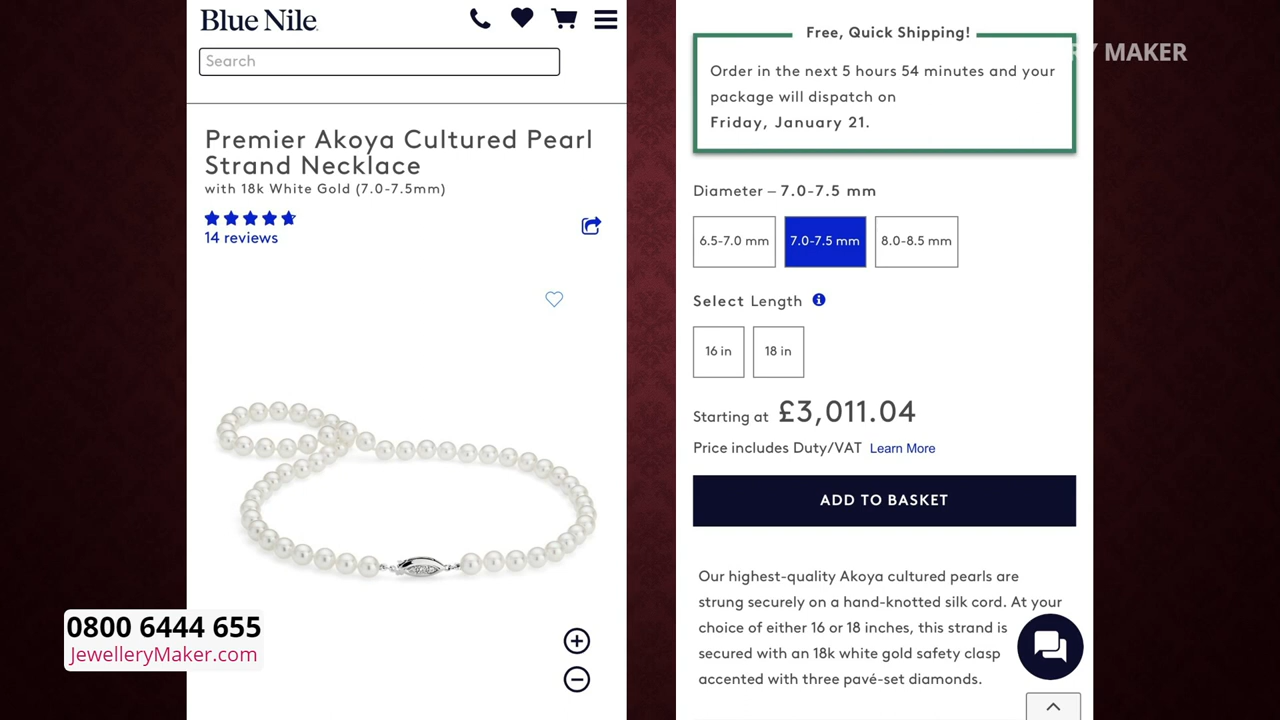 Blue Nile
Search
Premier Akoya Cultured Pearl
Strand Necklace
with 18k White Gold (7.0-7.5mm)
14 reviews
0800 6444 655
JewelleryMaker.com
Free, Quick Shipping!
Order in the next 5 hours 54 minutes and your
package will dispatch on
Friday, January 21.
Diameter – 7.0-7.5 mm
6.5-7.0 mm
7.0-7.5 mm
8.0-8.5 mm
Select Length
16 in
18 in
Starting at £3,011.04
Price includes Duty/VAT Learn More
ADD TO BASKET
Our highest-quality Akoya cultured pearls are
strung securely on a hand-knotted silk cord. At your
choice of either 16 or 18 inches, this strand is
secured with an 18k white gold safety clasp
accented with three pavé-set diamonds.
MAKER